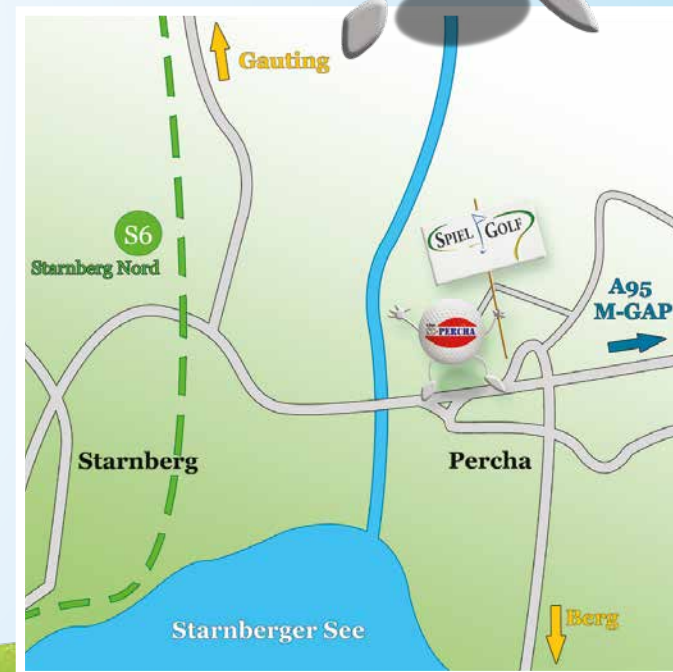 Gauting
S6
Starnberg Nord
SPIEL GOLF
PERCHA
A95
M-GAP
Starnberg
Percha
Starnberger See
Berg